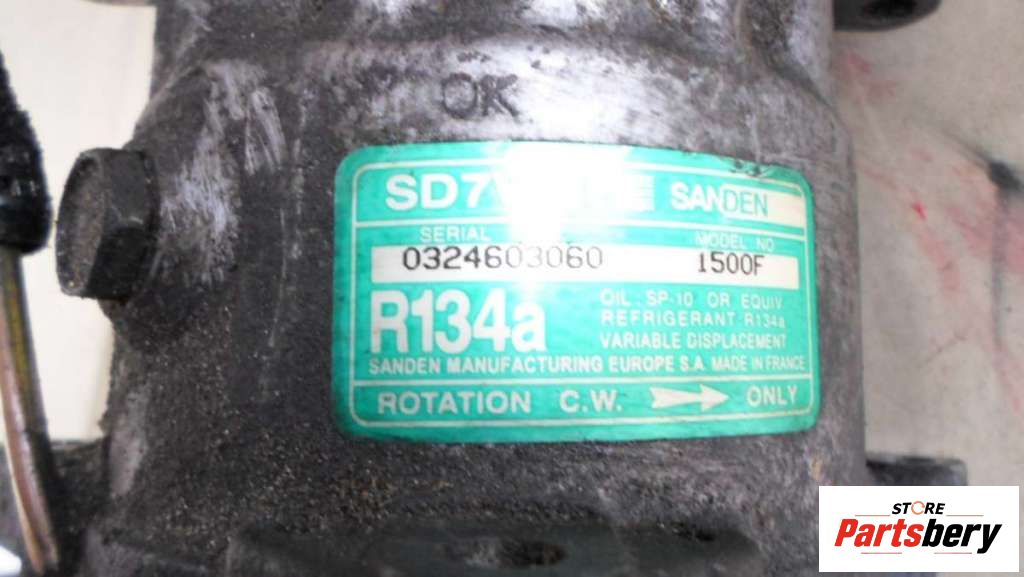 OK
SANDEN
SERIAL MODEL NO
0324603060 1500F
R134a
OIL : SP-10 OR EQUIV.
REFRIGERANT R134a
VARIABLE DISPLACEMENT
SANDEN MANUFACTURING EUROPE S.A. MADE IN FRANCE
ROTATION C.W. ONLY
STORE
Partsbery